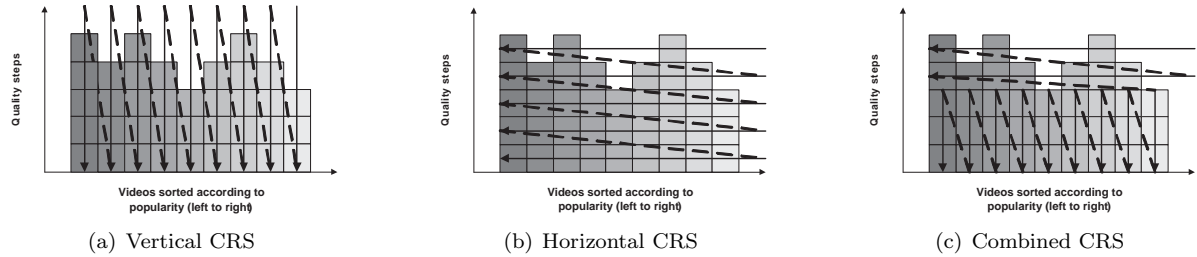 Quality steps
Videos sorted according to
popularity (left to right)
(a) Vertical CRS
Quality steps
Videos sorted according to
popularity (left to right)
(b) Horizontal CRS
Quality steps
Videos sorted according to
popularity (left to right)
(c) Combined CRS